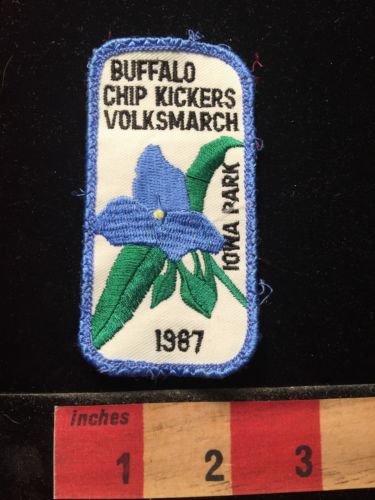 BUFFALO
CHIP KICKERS
VOLKSMARCH
IOWA PARK
1987
inches
1 2 3